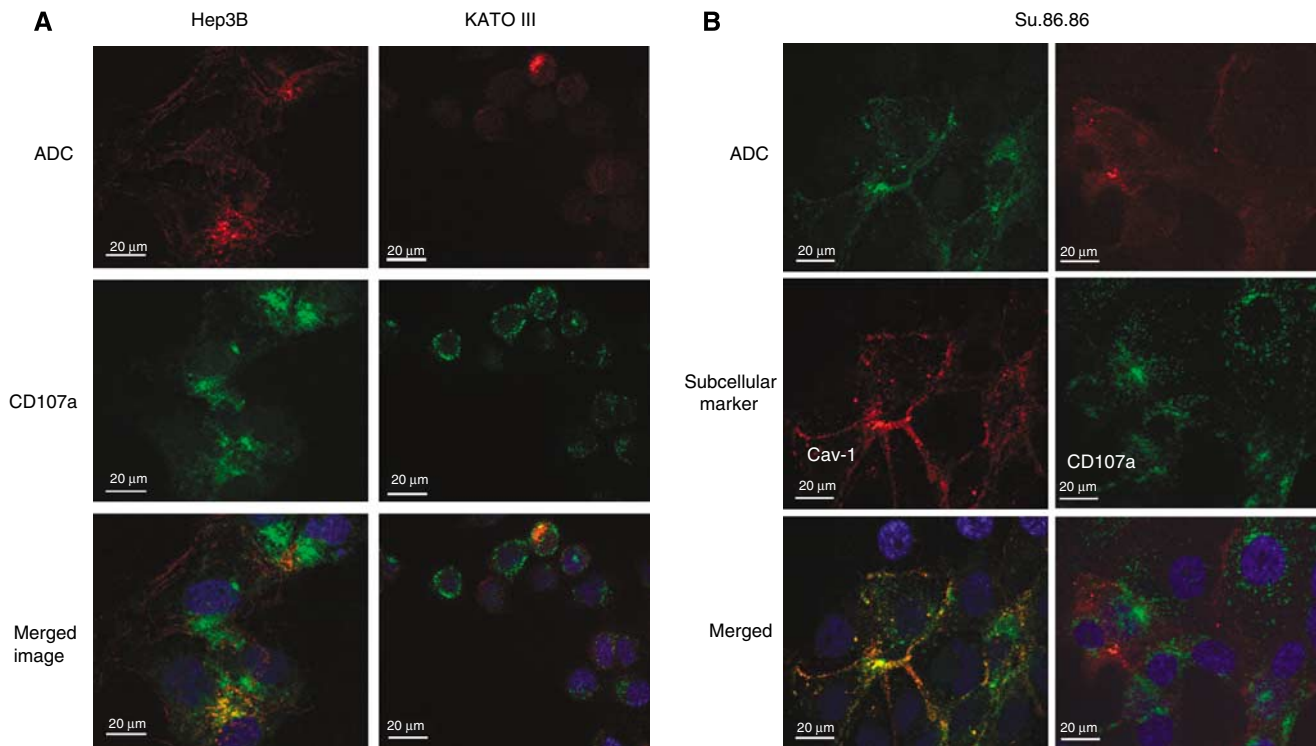 A
Hep3B
KATO III
ADC
20 μm
20 μm
CD107a
20 μm
20 μm
Merged
image
20 μm
20 μm
B
Su.86.86
ADC
20 μm
20 μm
Subcellular
marker
Cav-1
20 μm
CD107a
20 μm
Merged
20 μm
20 μm